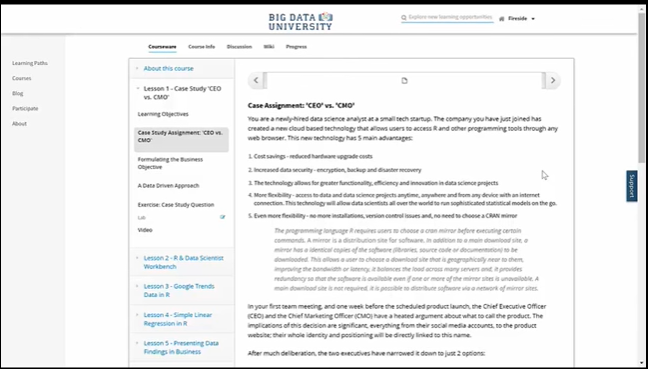 BIG DATA
UNIVERSITY
Explore new learning opportunities
Fireside
Courseware Course Info Discussion Wiki Progress
Learning Paths
Courses
Blog
Participate
About
About this course
Lesson 1 - Case Study 'CEO
vs. CMO'
Learning Objectives
Case Study Assignment: 'CEO vs.
CMO'
Formulating the Business
Objective
A Data Driven Approach
Exercise: Case Study Question
Lab
Video
Lesson 2 - R & Data Scientist
Workbench
Lesson 3 - Google Trends
Data in R
Lesson 4 - Simple Linear
Regression in R
Lesson 5 - Presenting Data
Findings in Business
Case Assignment: "CEO" vs. "CMO"
You are a newly-hired data science analyst at a small tech startup. The company you have just joined has
created a new cloud based technology that allows users to access R and other programming tools through any
web browser. This new technology has 5 main advantages:
1. Cost savings - reduced hardware upgrade costs
2. Increased data security - encryption, backup and disaster recovery
3. The technology allows for greater functionality, efficiency and innovation in data science projects
4. More flexibility - access to data and data science projects anytime, anywhere and from any device with an internet
connection. This technology will allow data scientists all over the world to run sophisticated statistical models on the go.
5. Even more flexibility - no more installations, version control issues and, no need to choose a CRAN mirror
The programming language R requires users to choose a cran mirror before executing certain
commands. A mirror is a distribution site for software. In addition to a main download site, a
mirror has a identical copies of the software (libraries, source code or documentation) to be
downloaded. This allows a user to choose a download site that is geographically near to them,
improving the bandwidth or latency. It balances the load across many servers and, it provides
redundancy so that the software is available even if one or more of the mirror sites is unavailable. A
main download site is not required. It is possible to distribute software via a network of mirror sites.
In your first team meeting, and one week before the scheduled product launch, the Chief Executive Officer
(CEO) and the Chief Marketing Officer (CMO) have a heated argument about what to call the product. The
implications of this decision are significant, everything from their social media accounts, to the product
website; their whole identity and positioning will be directly linked to this name.
After much deliberation, the two executives have narrowed it down to just 2 options:
Support